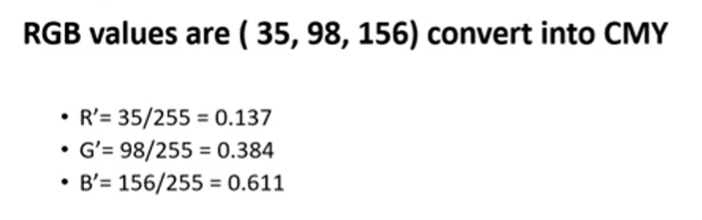 RGB values are ( 35, 98, 156) convert into CMY
• R′= 35/255 = 0.137
• G′= 98/255 = 0.384
• B′= 156/255 = 0.611